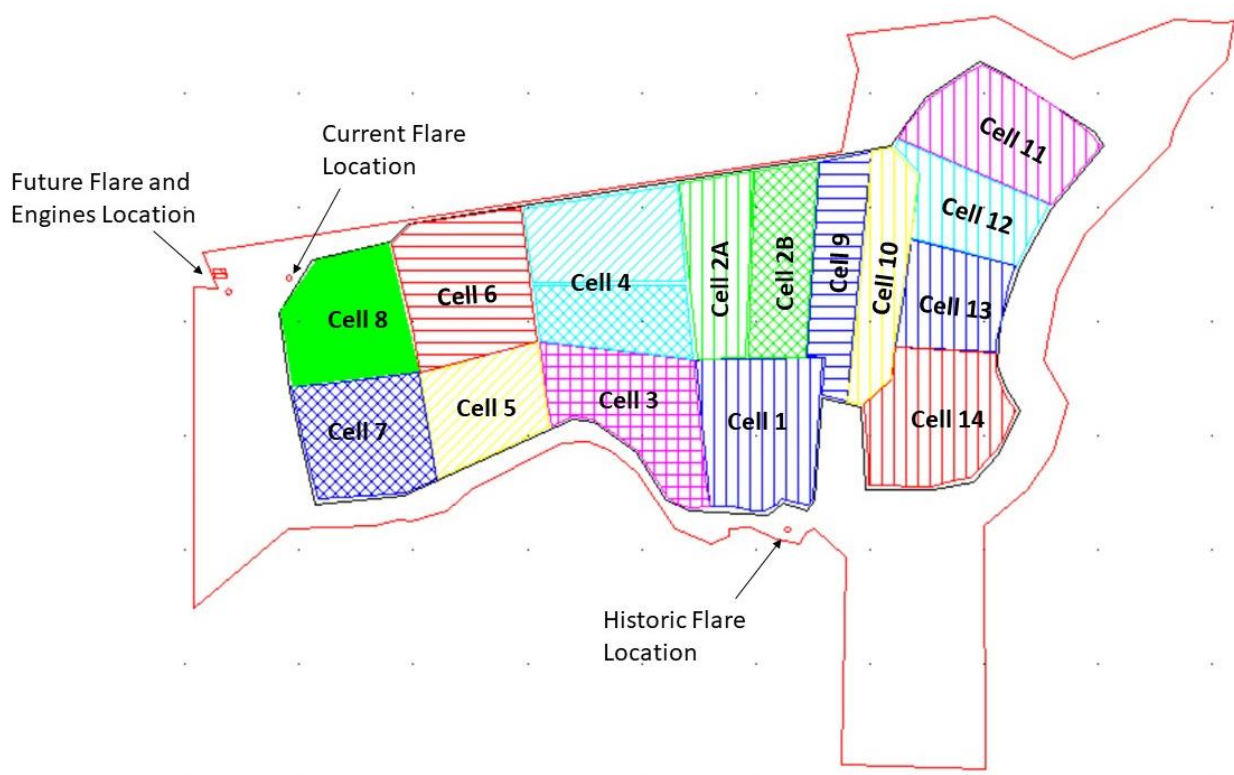 Current Flare
Location
Future Flare and
Engines Location
Cell 11
Cell 12
Cell 2A
Cell 2B
Cell 9
Cell 10
Cell 4
Cell 6
Cell 8
Cell 13
Cell 3
Cell 5
Cell 7
Cell 1
Cell 14
Historic Flare
Location